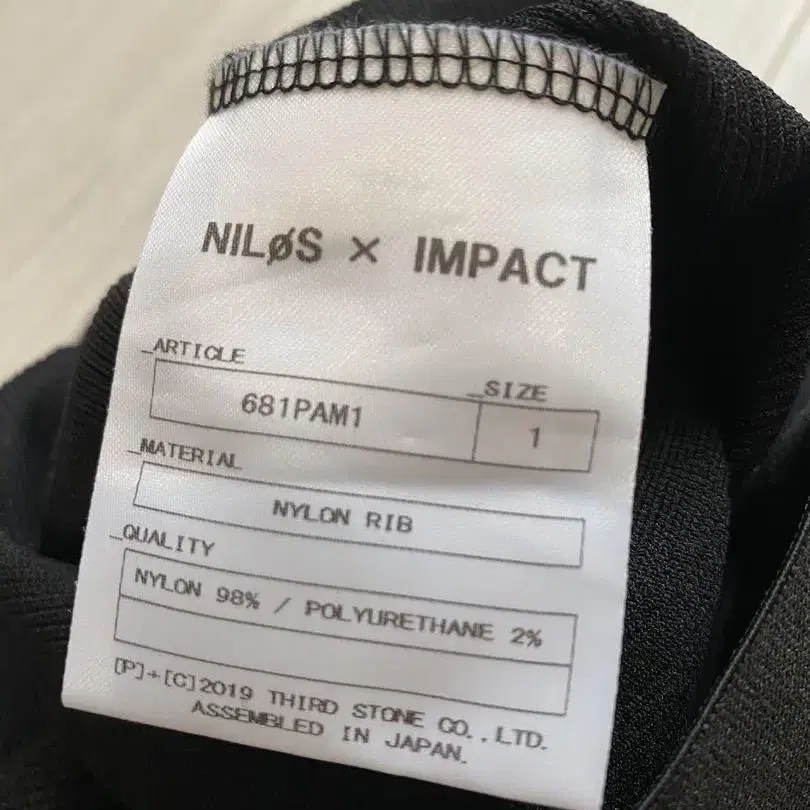 NILøS × IMPACT
_ARTICLE
_SIZE
681PAM1
1
_MATERIAL
NYLON RIB
_QUALITY
NYLON 98% / POLYURETHANE 2%
[P]+[C]2019 THIRD STONE CO.,LTD.
ASSEMBLED IN JAPAN.